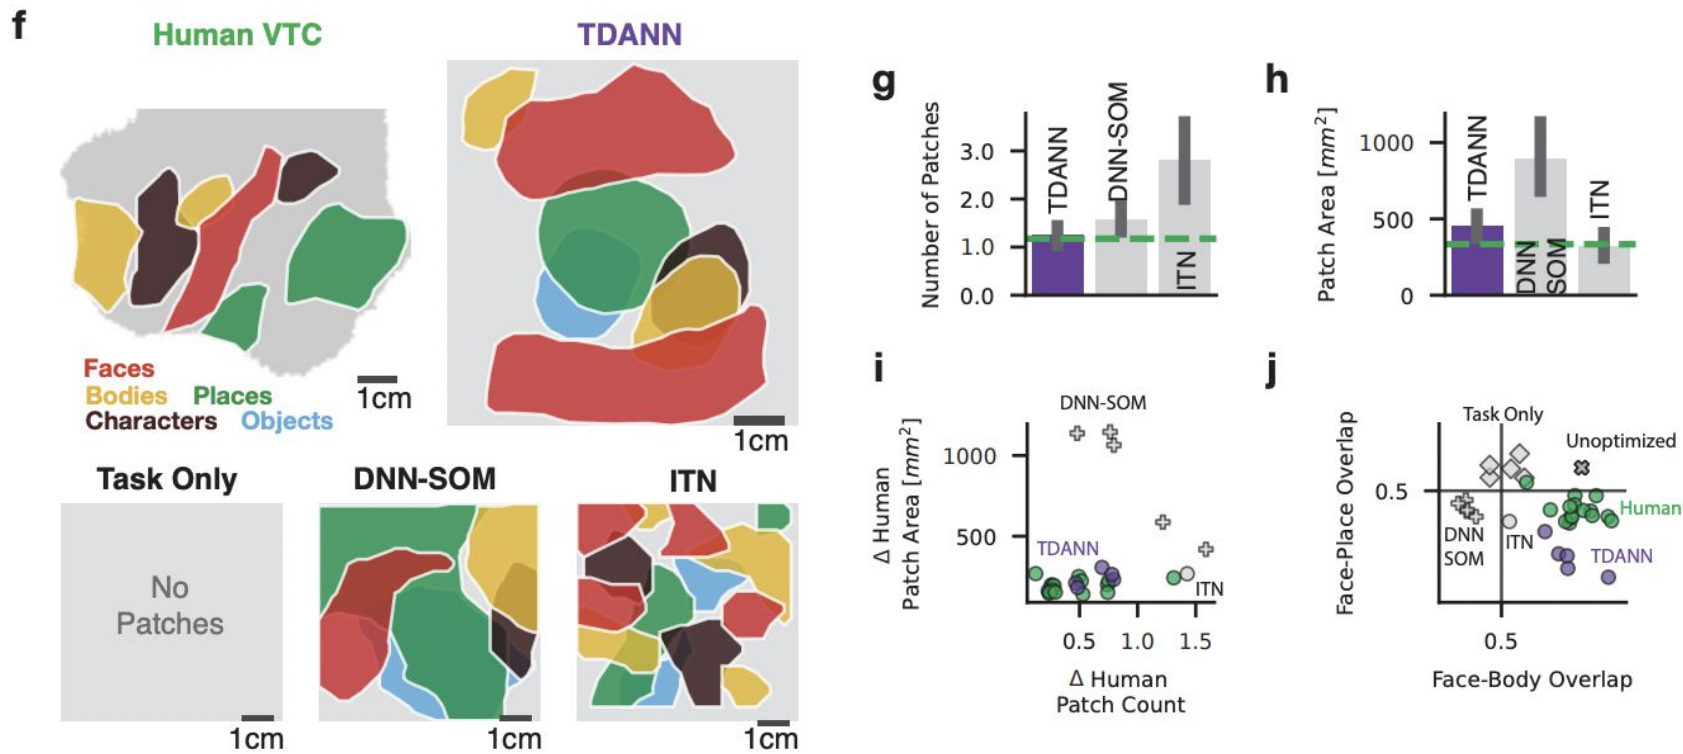 f
Human VTC
TDANN
Faces
Bodies Places
Characters Objects
1cm
1cm
Task Only
DNN-SOM
ITN
No
Patches
1cm
1cm
1cm
g
Number of Patches
3.0
2.0
1.0
0.0
TDANN
DNN-SOM
ITN
h
Patch Area [mm²]
1000
500
0
TDANN
DNN
SOM
ITN
i
Δ Human
Patch Area [mm²]
1000
500
DNN-SOM
TDANN
ITN
0.5 1.0 1.5
Δ Human
Patch Count
j
Face-Place Overlap
0.5
Task Only
Unoptimized
Human
DNN
SOM
ITN
TDANN
0.5
Face-Body Overlap